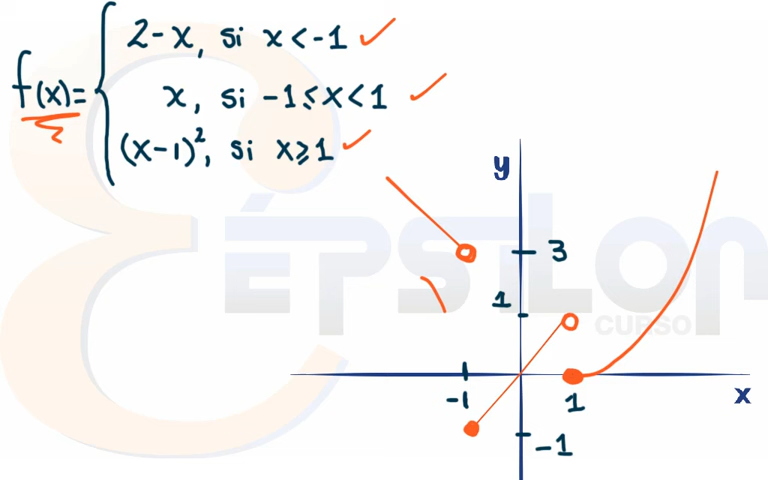 2-x, si x<-1 ✓
f(x)= x, si -1≤x<1 ✓
(x-1)², si x≥1 ✓
y
3
1
-1
1
x
-1
ÉPSILON
CURSO